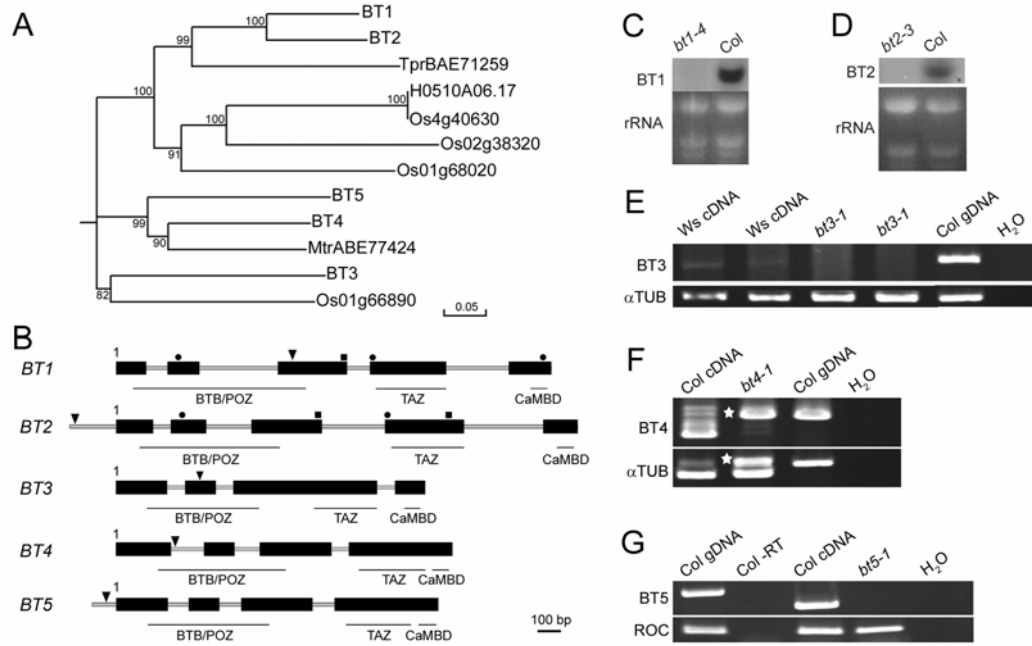 A
BT1
BT2
TprBAE71259
H0510A06.17
Os4g40630
Os02g38320
Os01g68020
BT5
BT4
MtrABE77424
BT3
Os01g66890
100
99
100
100
100
91
99
90
82
0.05
B
1
BT1
BTB/POZ TAZ CaMBD
1
BT2
BTB/POZ TAZ CaMBD
1
BT3
BTB/POZ TAZ CaMBD
1
BT4
BTB/POZ TAZ CaMBD
1
BT5
BTB/POZ TAZ CaMBD
100 bp
C
bt1-4 Col
BT1
rRNA
D
bt2-3 Col
BT2
rRNA
E
Ws cDNA Ws cDNA bt3-1 bt3-1 Col gDNA H2O
BT3
αTUB
F
Col cDNA bt4-1 Col gDNA H2O
BT4
αTUB
G
Col gDNA Col -RT Col cDNA bt5-1 H2O
BT5
ROC